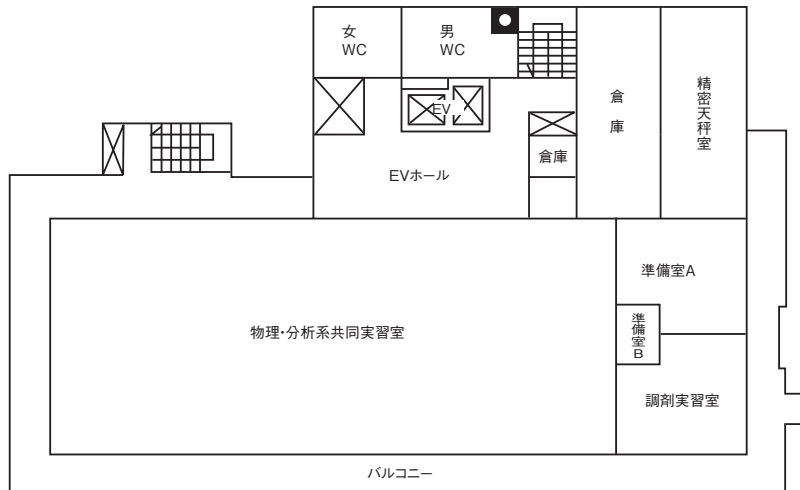 女
WC
男
WC
EV
倉庫
精密天秤室
倉庫
EVホール
準備室A
物理・分析系共同実習室
準備室B
調剤実習室
バルコニー